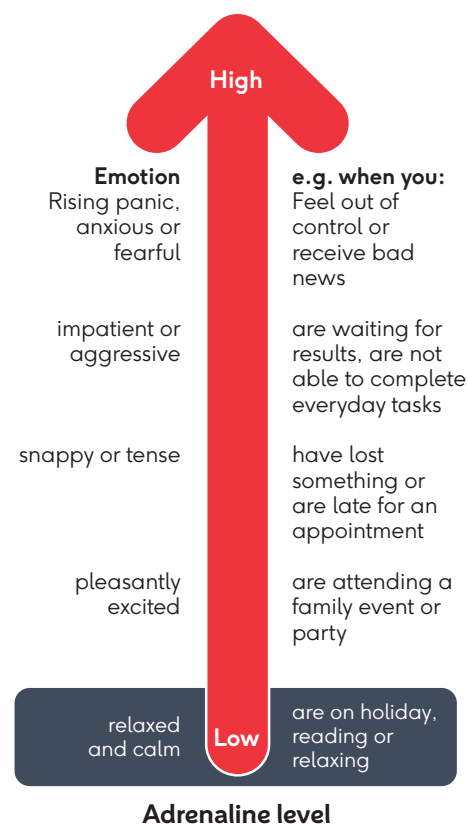 High
Emotion
Rising panic,
anxious or
fearful
e.g. when you:
Feel out of
control or
receive bad
news
impatient or
aggressive
are waiting for
results, are not
able to complete
everyday tasks
snappy or tense
have lost
something or
are late for an
appointment
pleasantly
excited
are attending a
family event or
party
relaxed
and calm
Low
are on holiday,
reading or
relaxing
Adrenaline level